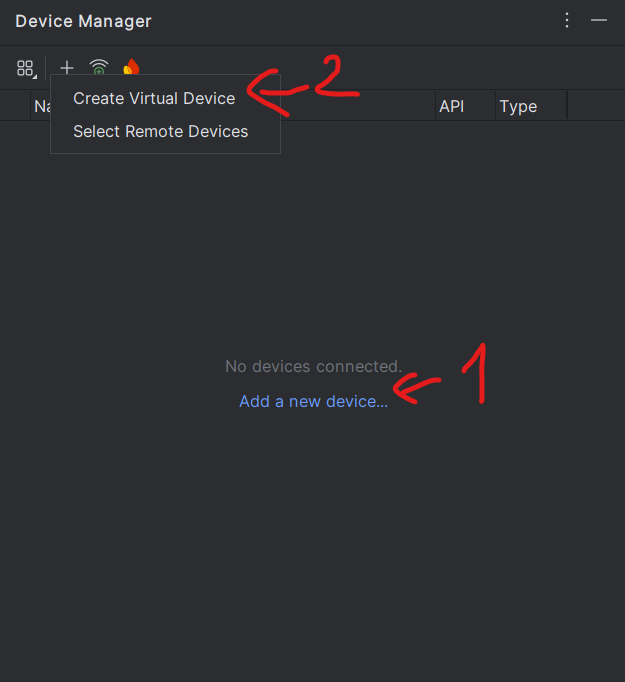 Device Manager
Create Virtual Device
2
Na
API
Type
Select Remote Devices
No devices connected.
1
Add a new device...